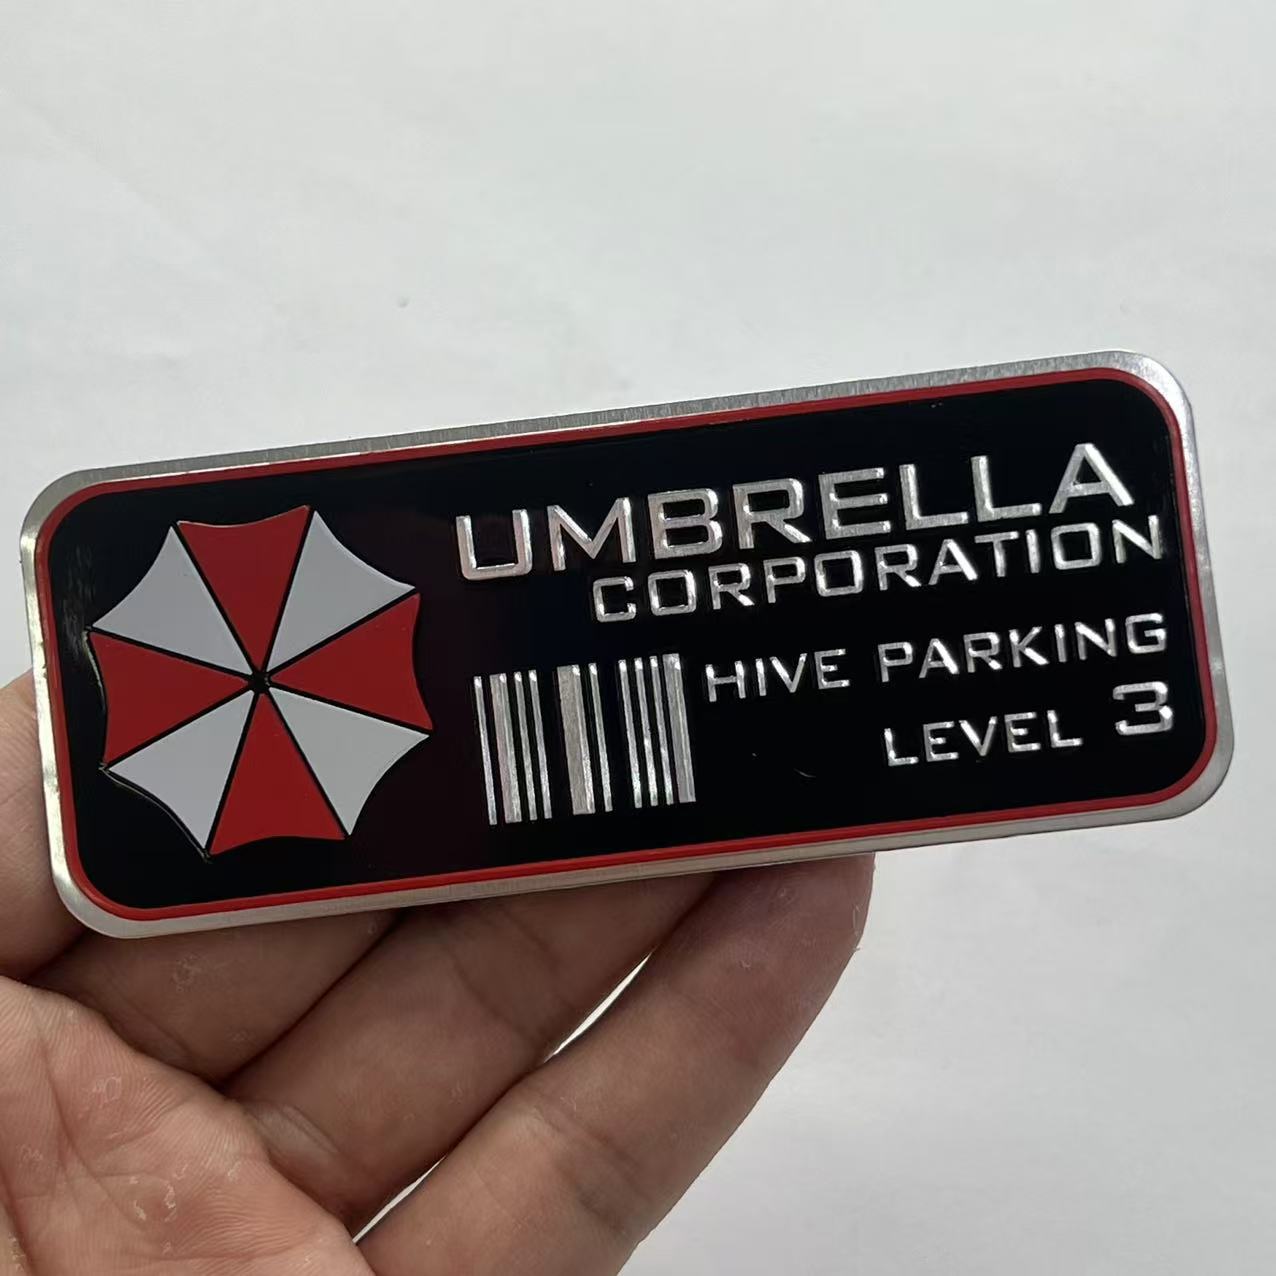 UMBRELLA
CORPORATION
HIVE PARKING
LEVEL 3